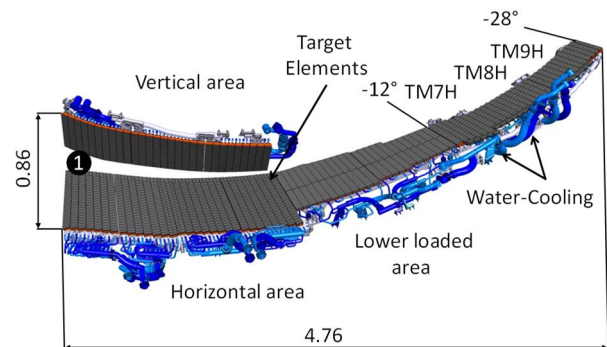 -28°
Target
Elements
TM9H
TM8H
Vertical area
TM7H
-12°
0.86
1
Water-Cooling
Lower loaded
area
Horizontal area
4.76